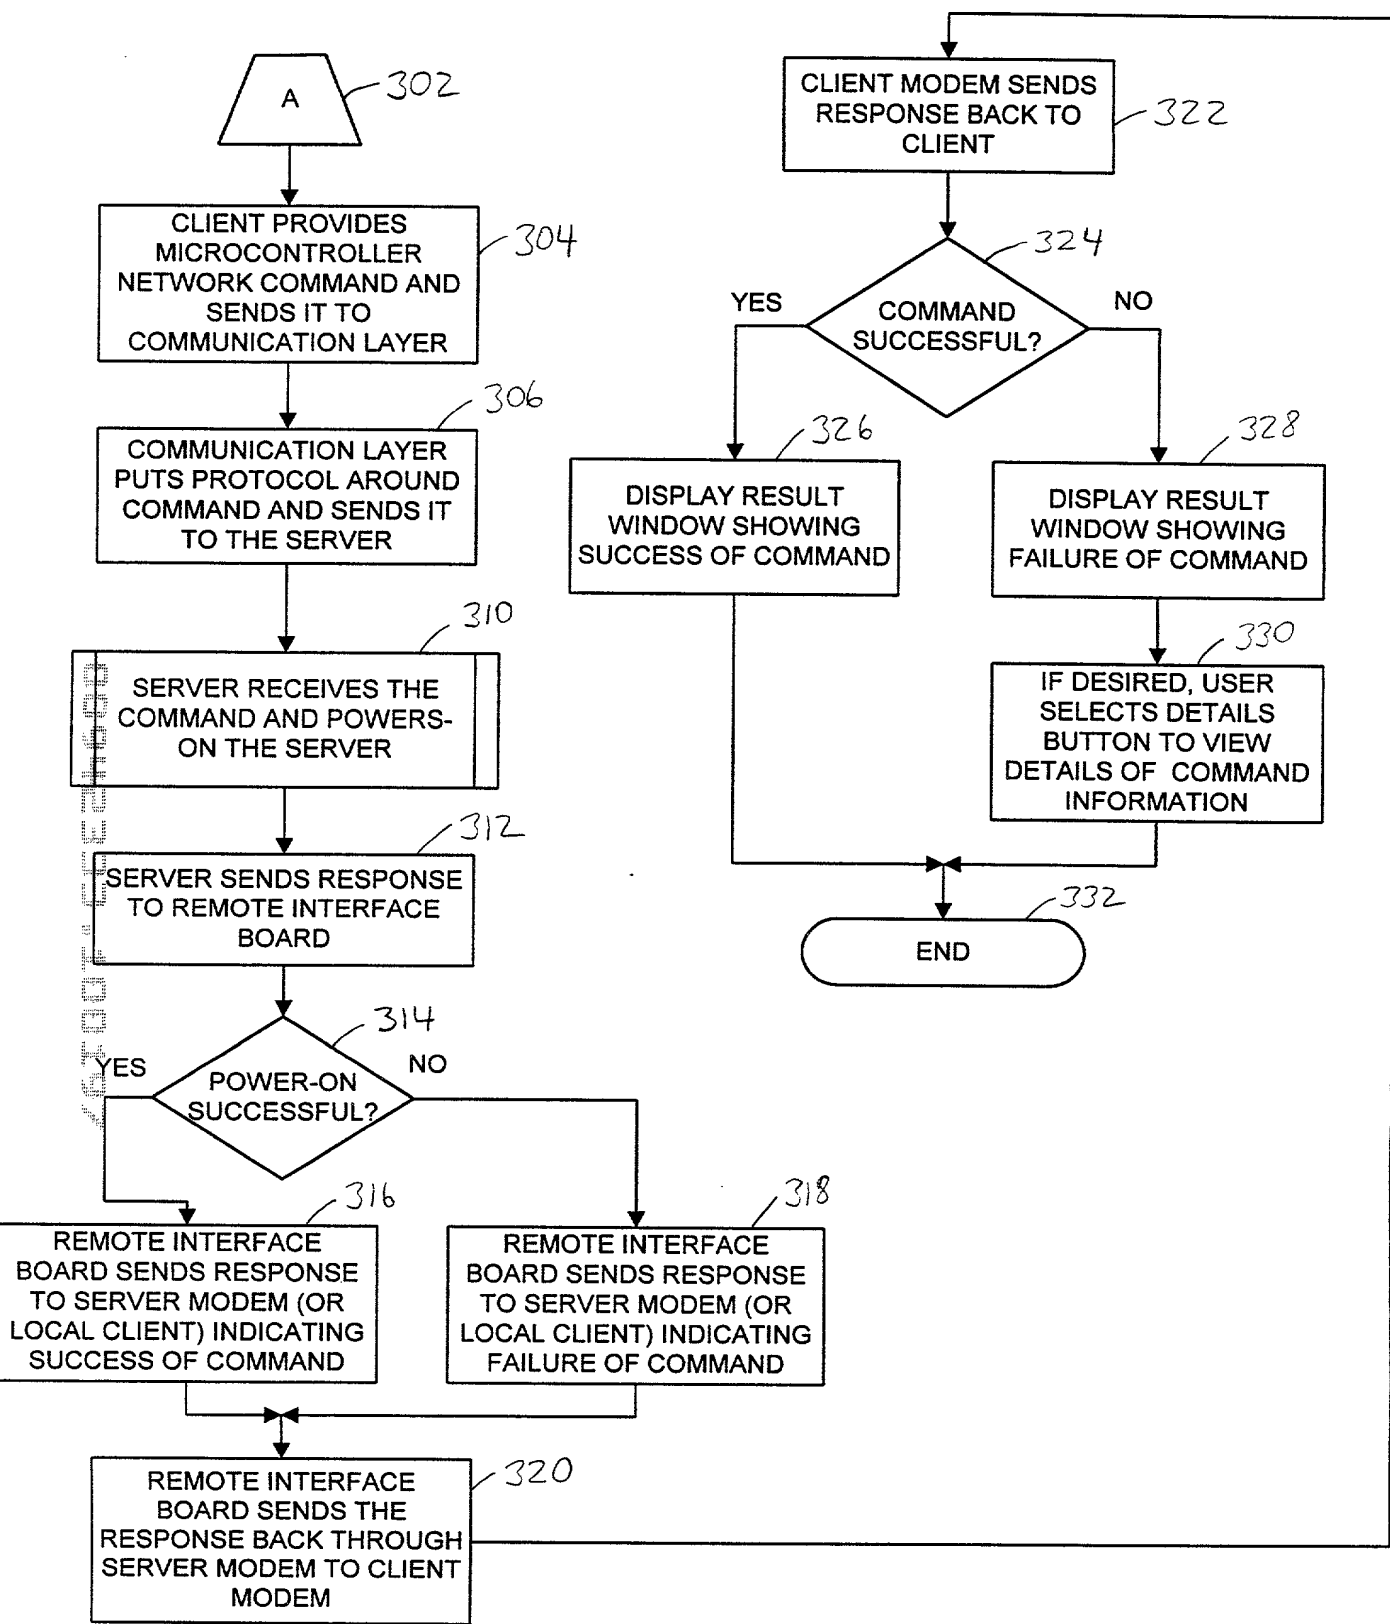 A
302
CLIENT PROVIDES
MICROCONTROLLER
NETWORK COMMAND AND
SENDS IT TO
COMMUNICATION LAYER
304
306
COMMUNICATION LAYER
PUTS PROTOCOL AROUND
COMMAND AND SENDS IT
TO THE SERVER
310
SERVER RECEIVES THE
COMMAND AND POWERS-
ON THE SERVER
312
SERVER SENDS RESPONSE
TO REMOTE INTERFACE
BOARD
314
YES
NO
POWER-ON
SUCCESSFUL?
316
REMOTE INTERFACE
BOARD SENDS RESPONSE
TO SERVER MODEM (OR
LOCAL CLIENT) INDICATING
SUCCESS OF COMMAND
318
REMOTE INTERFACE
BOARD SENDS RESPONSE
TO SERVER MODEM (OR
LOCAL CLIENT) INDICATING
FAILURE OF COMMAND
320
REMOTE INTERFACE
BOARD SENDS THE
RESPONSE BACK THROUGH
SERVER MODEM TO CLIENT
MODEM
CLIENT MODEM SENDS
RESPONSE BACK TO
CLIENT
322
324
YES
NO
COMMAND
SUCCESSFUL?
326
DISPLAY RESULT
WINDOW SHOWING
SUCCESS OF COMMAND
328
DISPLAY RESULT
WINDOW SHOWING
FAILURE OF COMMAND
330
IF DESIRED, USER
SELECTS DETAILS
BUTTON TO VIEW
DETAILS OF COMMAND
INFORMATION
332
END